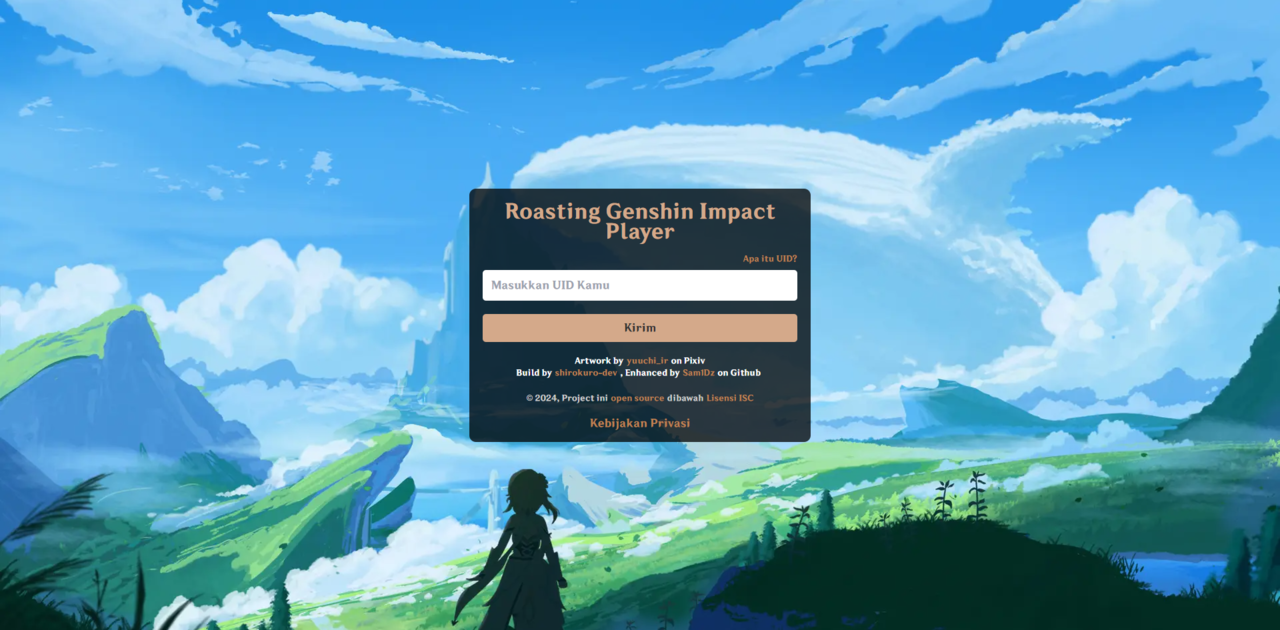 Roasting Genshin Impact
Player
Apa itu UID?
Masukkan UID Kamu
Kirim
Artwork by yuuchi_ir on Pixiv
Build by shirokuro-dev , Enhanced by Sam1Dz on Github
© 2024, Project ini open source dibawah Lisensi ISC
Kebijakan Privasi